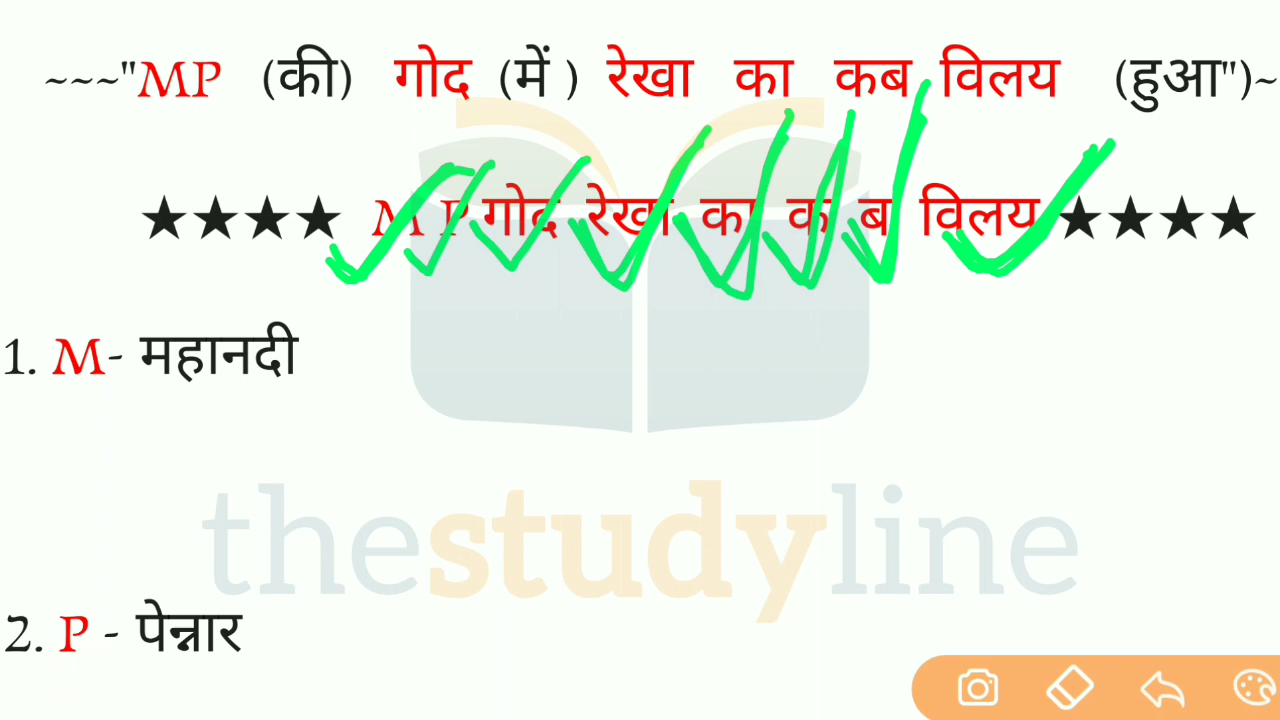 ~~~"MP (की) गोद (में ) रेखा का कब विलय (हुआ")~
★★★★ M P गोद रेखा का क ब विलय ★★★★
1. M- महानदी
thestudyline
2. P - पेन्नार